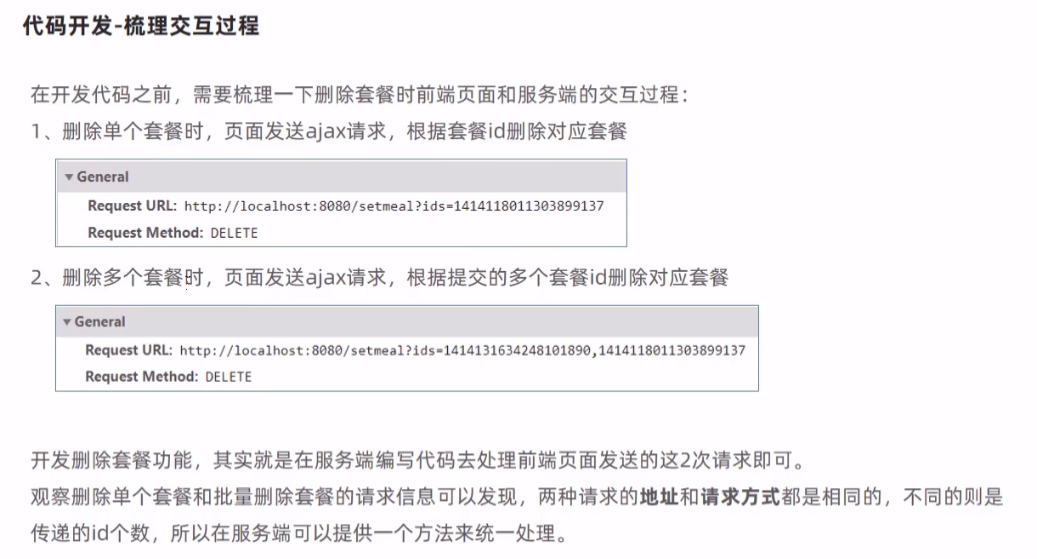 代码开发-梳理交互过程
在开发代码之前，需要梳理一下删除套餐时前端页面和服务端的交互过程：
1、删除单个套餐时，页面发送ajax请求，根据套餐id删除对应套餐
General
Request URL: http://localhost:8080/setmeal?ids=1414118011303899137
Request Method: DELETE
2、删除多个套餐时，页面发送ajax请求，根据提交的多个套餐id删除对应套餐
General
Request URL: http://localhost:8080/setmeal?ids=1414131634248101890,1414118011303899137
Request Method: DELETE
开发删除套餐功能，其实就是在服务端编写代码去处理前端页面发送的这2次请求即可。
观察删除单个套餐和批量删除套餐的请求信息可以发现，两种请求的地址和请求方式都是相同的，不同的则是
传递的id个数，所以在服务端可以提供一个方法来统一处理。